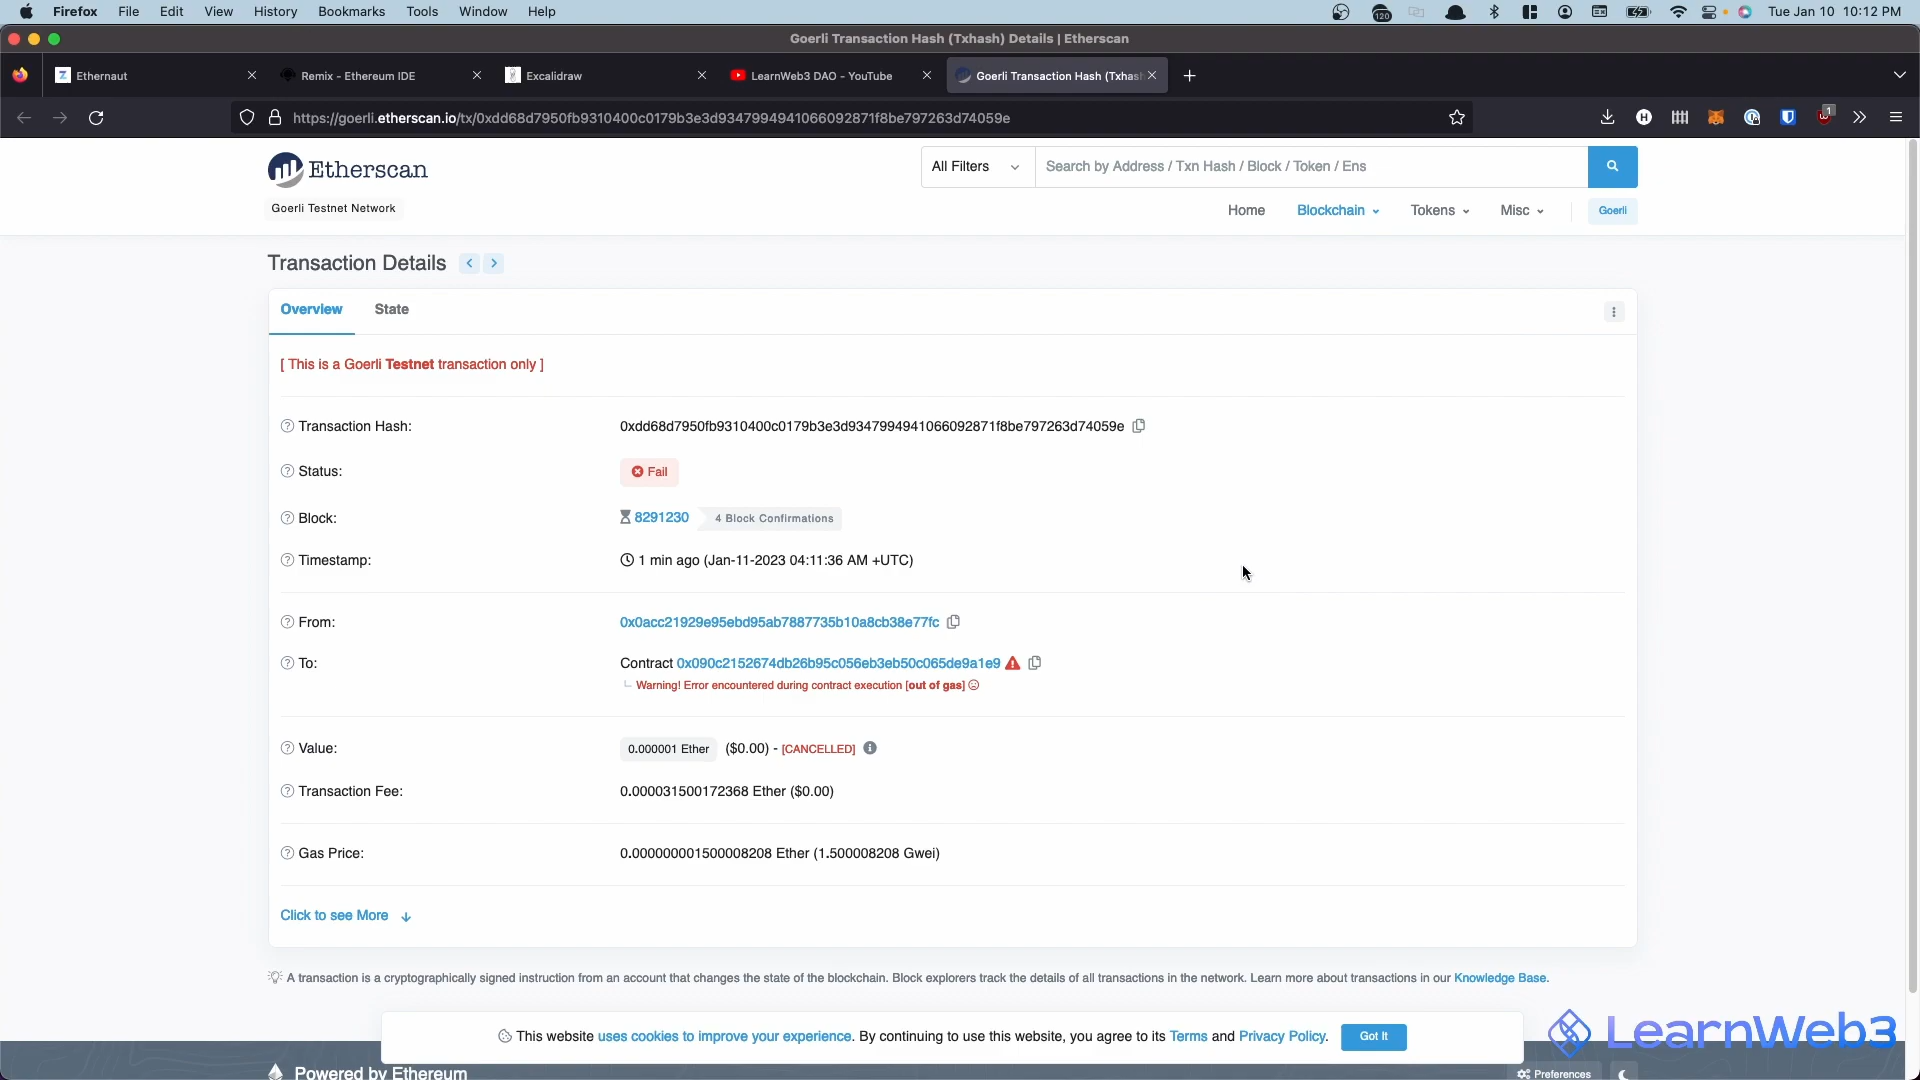 Firefox File Edit View History Bookmarks Tools Window Help 120 Tue Jan 10 10:12 PM
Goerli Transaction Hash (Txhash) Details | Etherscan
Ethernaut Remix - Ethereum IDE Excalidraw LearnWeb3 DAO - YouTube Goerli Transaction Hash (Txhas
https://goerli.etherscan.io/tx/0xdd68d7950fb9310400c0179b3e3d9347994941066092871f8be797263d74059e 1
Etherscan
All Filters Search by Address / Txn Hash / Block / Token / Ens
Goerli Testnet Network
Home Blockchain Tokens Misc Goerli
Transaction Details
Overview State
[ This is a Goerli Testnet transaction only ]
Transaction Hash: 0xdd68d7950fb9310400c0179b3e3d9347994941066092871f8be797263d74059e
Status: Fail
Block: 8291230 4 Block Confirmations
Timestamp: 1 min ago (Jan-11-2023 04:11:36 AM +UTC)
From: 0x0acc21929e95ebd95ab7887735b10a8cb38e77fc
To: Contract 0x090c2152674db26b95c056eb3eb50c065de9a1e9
Warning! Error encountered during contract execution [out of gas]
Value: 0.000001 Ether ($0.00) - [CANCELLED]
Transaction Fee: 0.000031500172368 Ether ($0.00)
Gas Price: 0.000000001500008208 Ether (1.500008208 Gwei)
Click to see More
A transaction is a cryptographically signed instruction from an account that changes the state of the blockchain. Block explorers track the details of all transactions in the network. Learn more about transactions in our Knowledge Base.
This website uses cookies to improve your experience. By continuing to use this website, you agree to its Terms and Privacy Policy. Got It
LearnWeb3
Powered by Ethereum Preferences